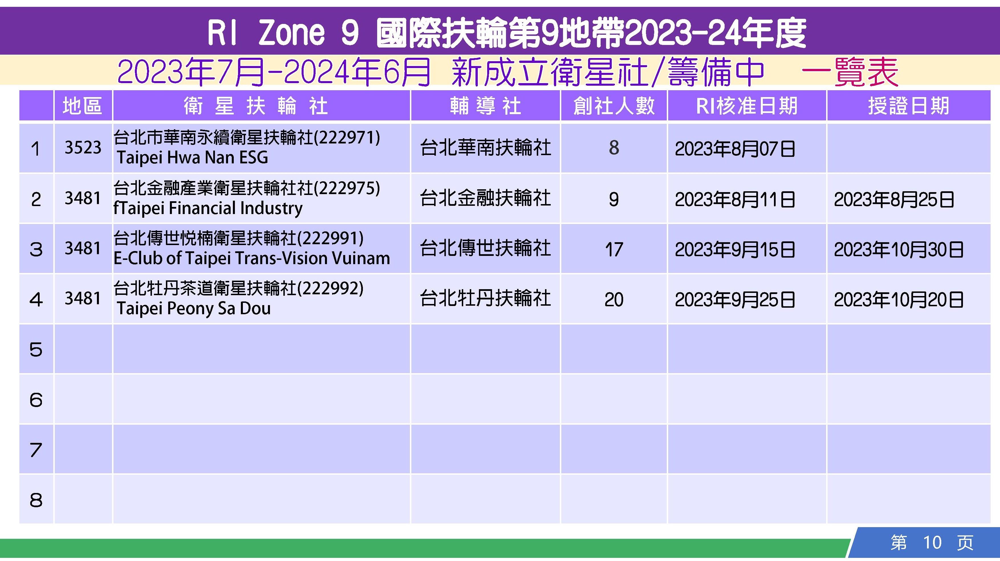 RI Zone 9 國際扶輪第9地帶2023-24年度
2023年7月-2024年6月 新成立衛星社/籌備中 一覽表
地區 衛星扶輪社 輔導社 創社人數 RI核准日期 授證日期
1 3523 台北市華南永續衛星扶輪社(222971)
Taipei Hwa Nan ESG 台北華南扶輪社 8 2023年8月07日
2 3481 台北金融產業衛星扶輪社社(222975)
fTaipei Financial Industry 台北金融扶輪社 9 2023年8月11日 2023年8月25日
3 3481 台北傳世悅楠衛星扶輪社(222991)
E-Club of Taipei Trans-Vision Vuinam 台北傳世扶輪社 17 2023年9月15日 2023年10月30日
4 3481 台北牡丹茶道衛星扶輪社(222992)
Taipei Peony Sa Dou 台北牡丹扶輪社 20 2023年9月25日 2023年10月20日
5
6
7
8
第 10 页